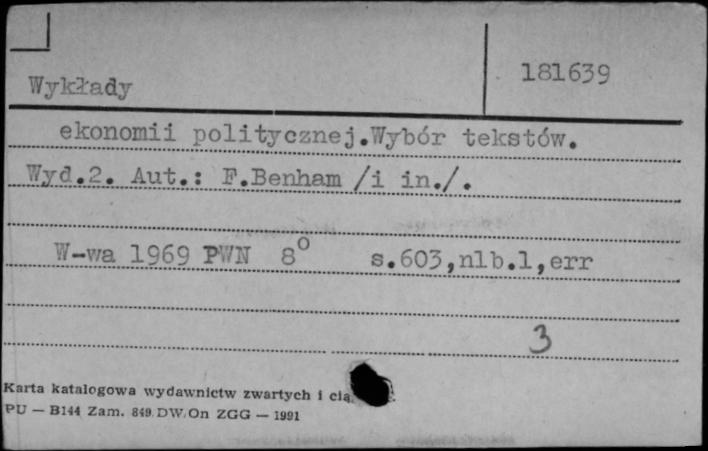 181639
Wykłady
ekonomii politycznej.Wybór tekstów.
Wyd.2. Aut.: F.Benham /i in./.
W-wa 1969 PWN 8° s.603,nlb.1,err
3
Karta katalogowa wydawnictw zwartych i cią
PU — B144 Zam. 849 DW.On ZGG — 1991